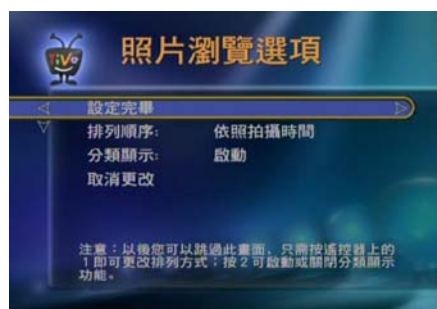 TiVo
照片瀏覽選項
設定完畢
排列順序: 依照拍攝時間
分類顯示: 啟動
取消更改
注意：以後您可以跳過此畫面、只需按遙控器上的
1即可更改排列方式；按2可啟動或關閉分類顯示
功能。